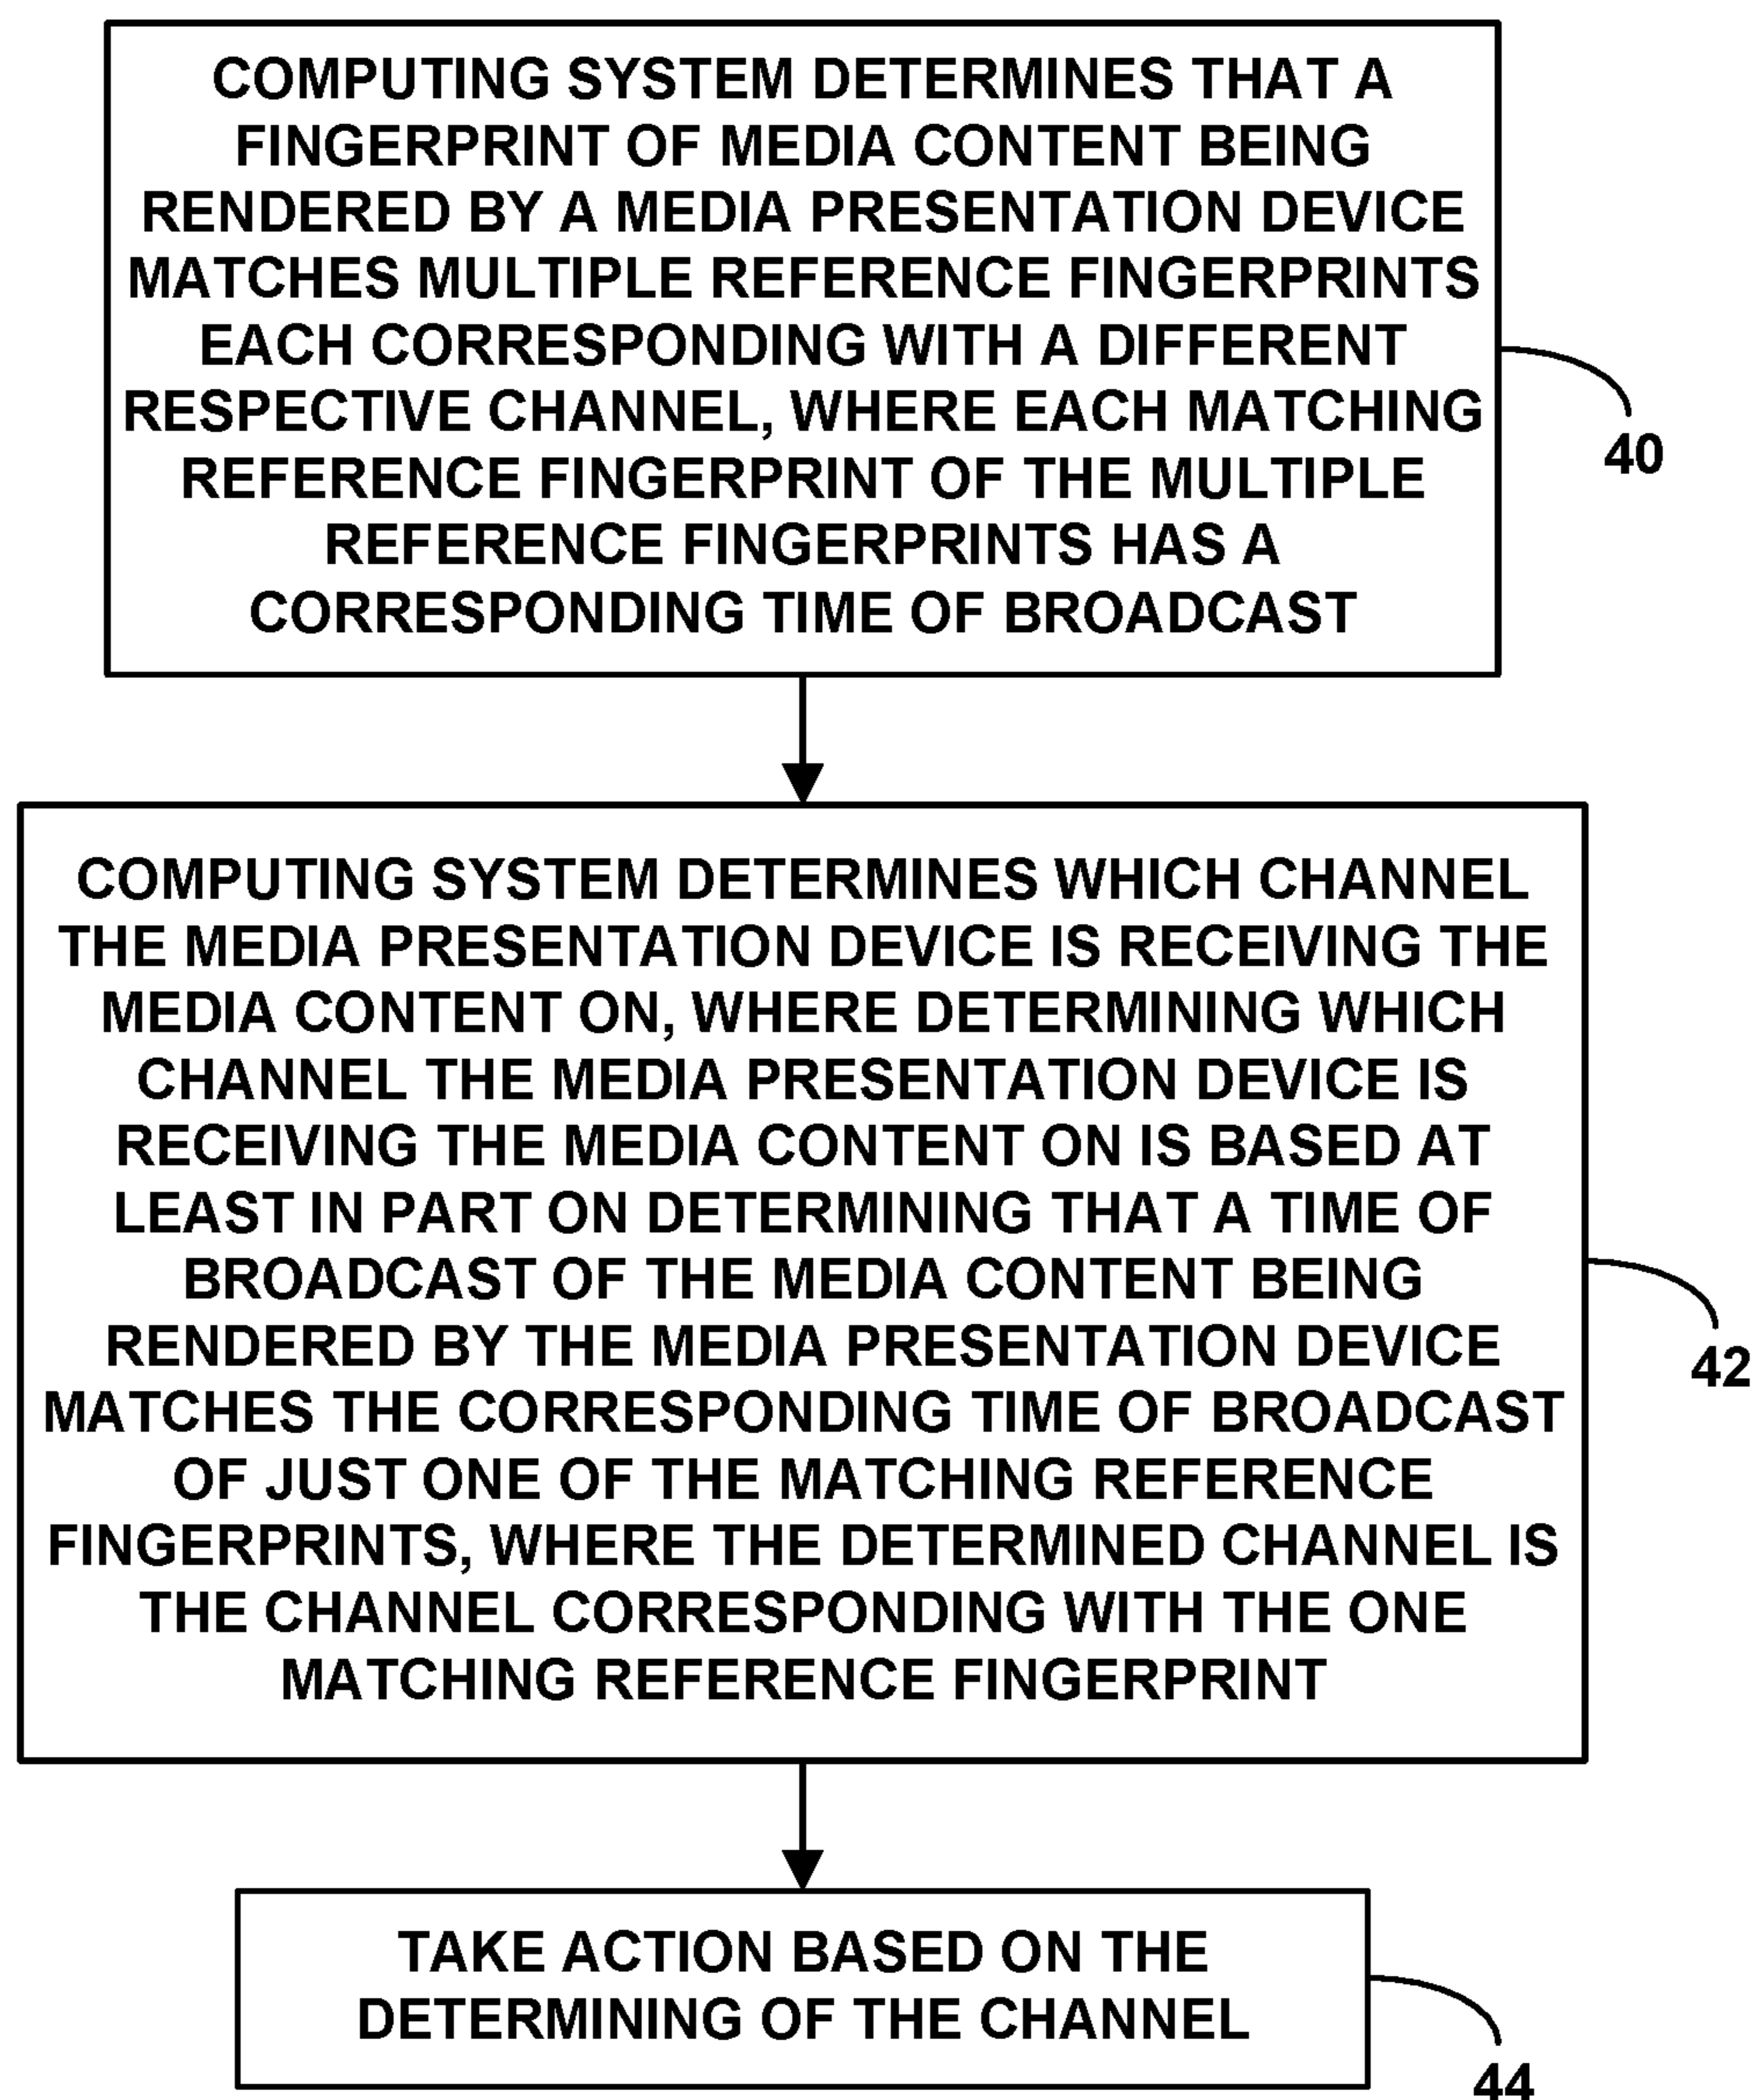 COMPUTING SYSTEM DETERMINES THAT A
FINGERPRINT OF MEDIA CONTENT BEING
RENDERED BY A MEDIA PRESENTATION DEVICE
MATCHES MULTIPLE REFERENCE FINGERPRINTS
EACH CORRESPONDING WITH A DIFFERENT
RESPECTIVE CHANNEL, WHERE EACH MATCHING
REFERENCE FINGERPRINT OF THE MULTIPLE
REFERENCE FINGERPRINTS HAS A
CORRESPONDING TIME OF BROADCAST
40
COMPUTING SYSTEM DETERMINES WHICH CHANNEL
THE MEDIA PRESENTATION DEVICE IS RECEIVING THE
MEDIA CONTENT ON, WHERE DETERMINING WHICH
CHANNEL THE MEDIA PRESENTATION DEVICE IS
RECEIVING THE MEDIA CONTENT ON IS BASED AT
LEAST IN PART ON DETERMINING THAT A TIME OF
BROADCAST OF THE MEDIA CONTENT BEING
RENDERED BY THE MEDIA PRESENTATION DEVICE
MATCHES THE CORRESPONDING TIME OF BROADCAST
OF JUST ONE OF THE MATCHING REFERENCE
FINGERPRINTS, WHERE THE DETERMINED CHANNEL IS
THE CHANNEL CORRESPONDING WITH THE ONE
MATCHING REFERENCE FINGERPRINT
42
TAKE ACTION BASED ON THE
DETERMINING OF THE CHANNEL
44